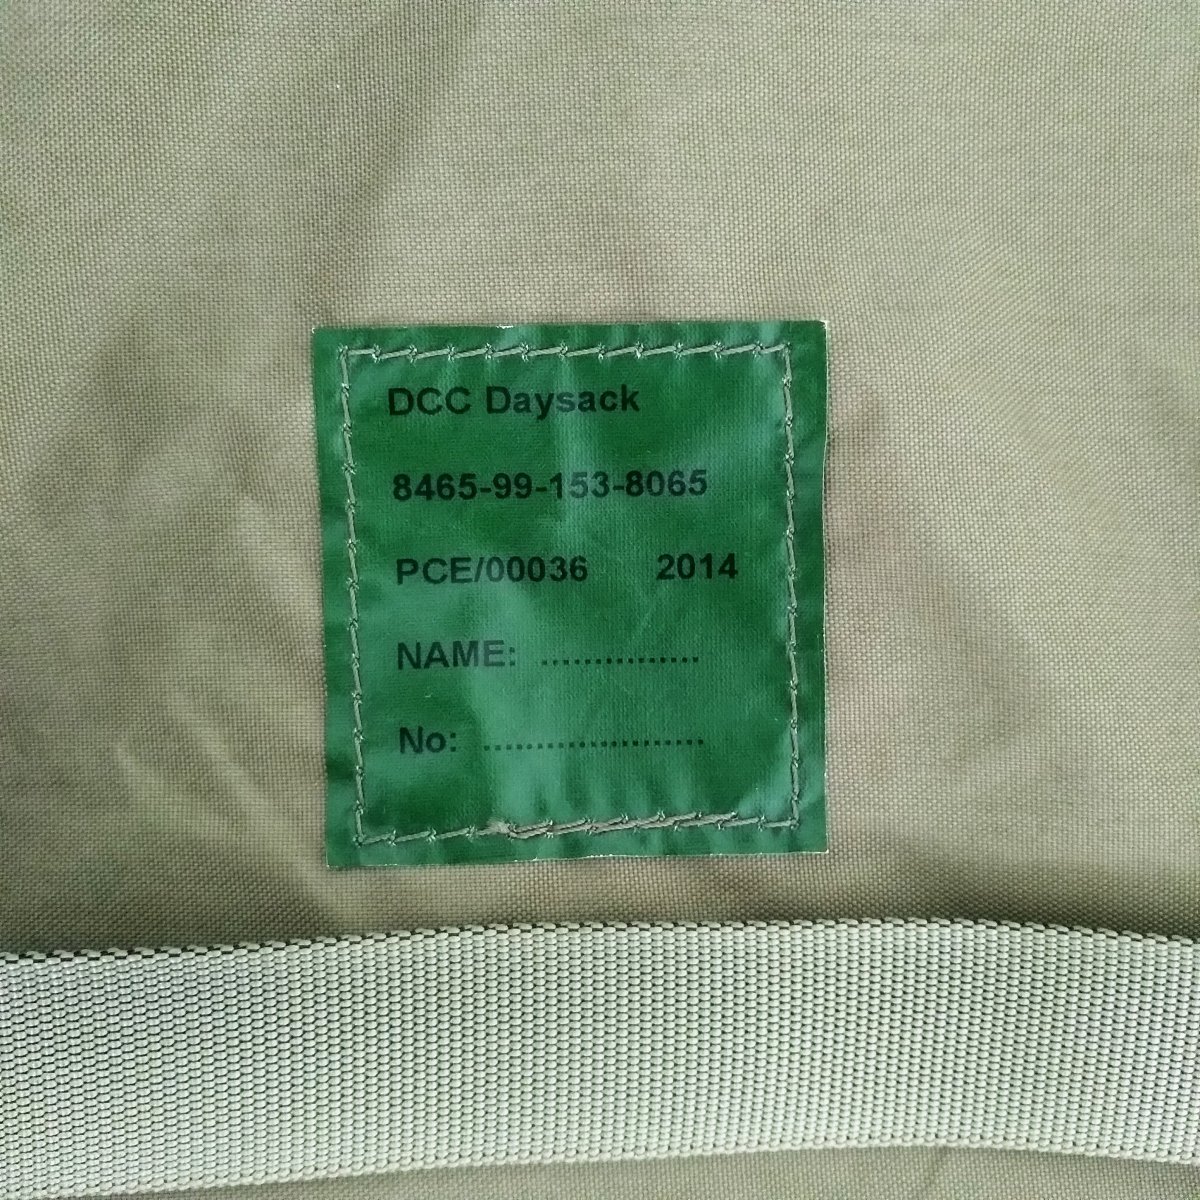 DCC Daysack
8465-99-153-8065
PCE/00036 2014
NAME: ...............
No: .....................